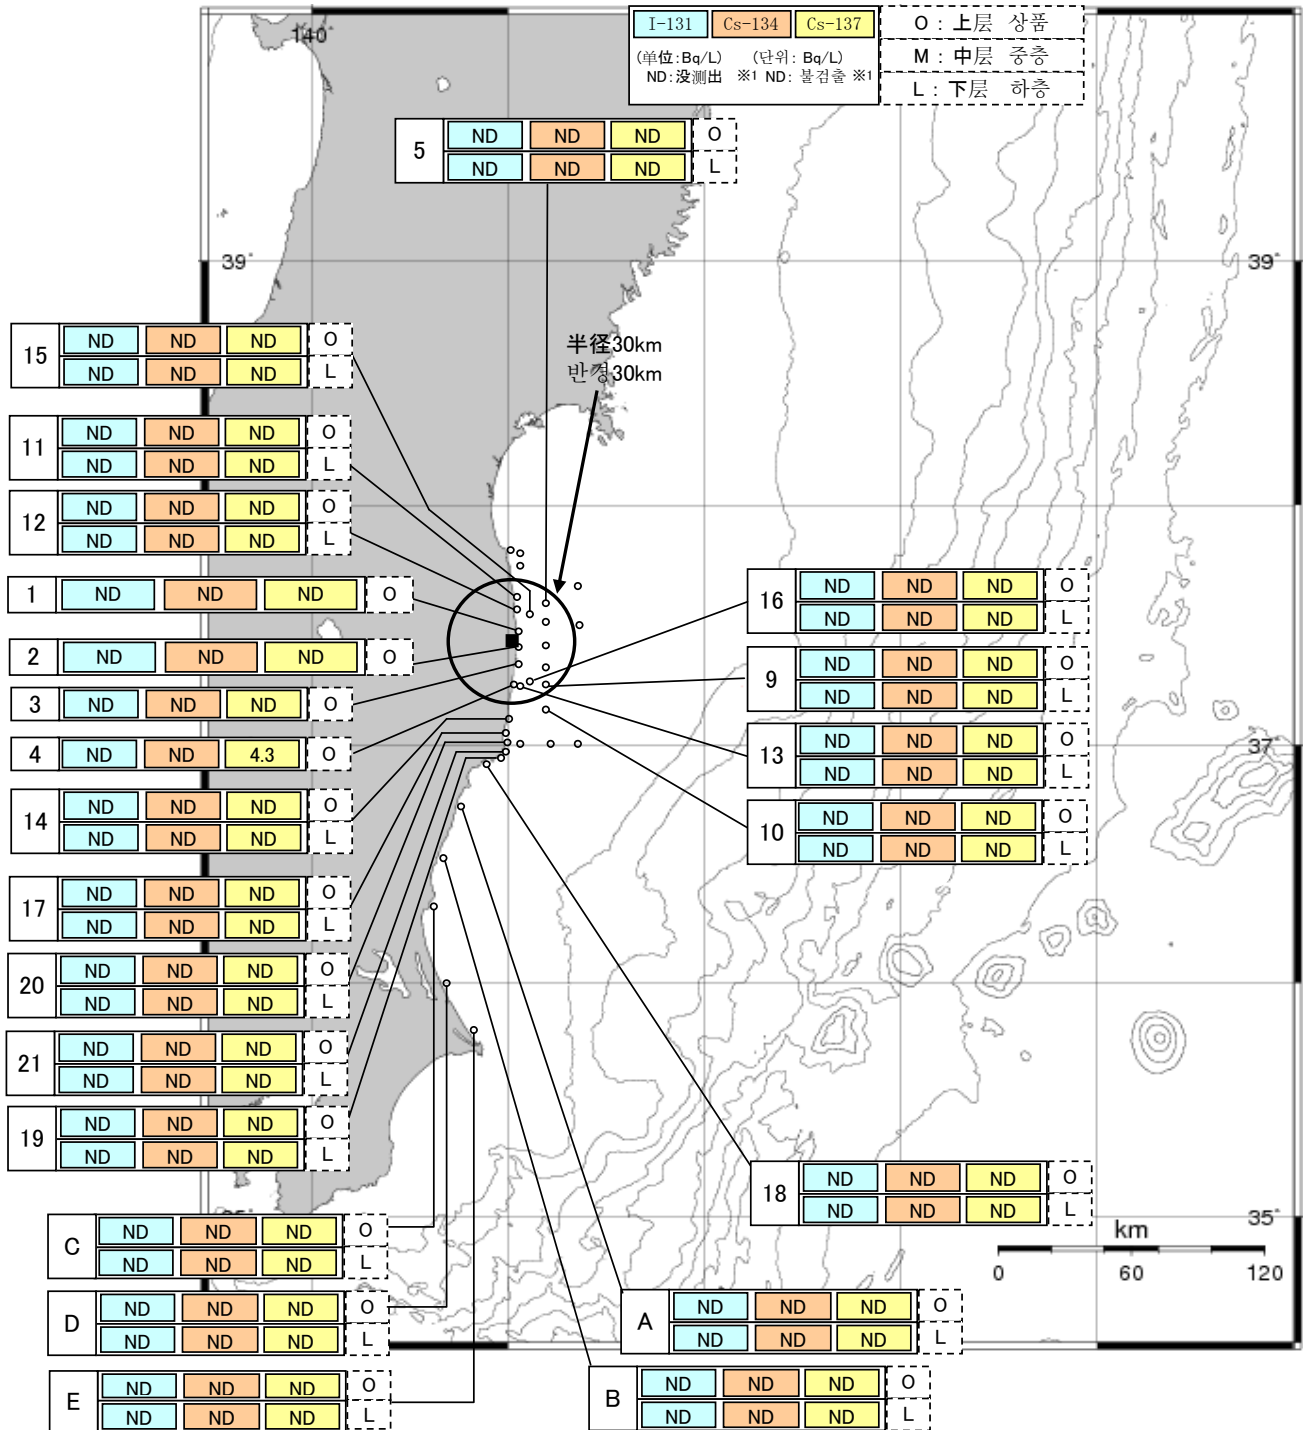 I-131 Cs-134 Cs-137
(単位:Bq/L) (단위: Bq/L)
ND:没测出 ※1 ND: 불검출 ※1
O : 上层 상품
M : 中层 중층
L : 下层 하층
140°
5 ND ND ND O
ND ND ND L
39° 39°
半径30km
반경30km
15 ND ND ND O
ND ND ND L
11 ND ND ND O
ND ND ND L
12 ND ND ND O
ND ND ND L
1 ND ND ND O
2 ND ND ND O
3 ND ND ND O
4 ND ND 4.3 O
14 ND ND ND O
ND ND ND L
17 ND ND ND O
ND ND ND L
20 ND ND ND O
ND ND ND L
21 ND ND ND O
ND ND ND L
19 ND ND ND O
ND ND ND L
16 ND ND ND O
ND ND ND L
9 ND ND ND O
ND ND ND L
37°
13 ND ND ND O
ND ND ND L
10 ND ND ND O
ND ND ND L
18 ND ND ND O
ND ND ND L
35°
km
0 60 120
C ND ND ND O
ND ND ND L
D ND ND ND O
ND ND ND L
E ND ND ND O
ND ND ND L
A ND ND ND O
ND ND ND L
B ND ND ND O
ND ND ND L